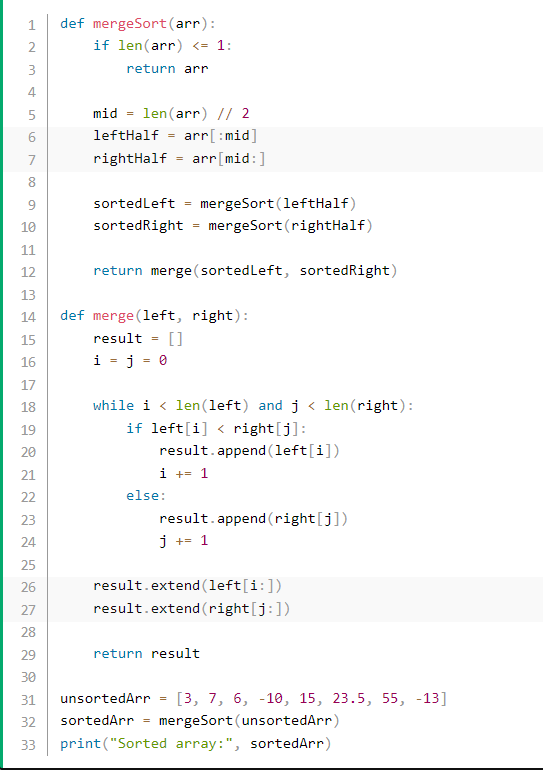 1 def mergeSort(arr):
2     if len(arr) <= 1:
3         return arr
4
5     mid = len(arr) // 2
6     leftHalf = arr[:mid]
7     rightHalf = arr[mid:]
8
9     sortedLeft = mergeSort(leftHalf)
10     sortedRight = mergeSort(rightHalf)
11
12     return merge(sortedLeft, sortedRight)
13
14 def merge(left, right):
15     result = []
16     i = j = 0
17
18     while i < len(left) and j < len(right):
19         if left[i] < right[j]:
20             result.append(left[i])
21             i += 1
22         else:
23             result.append(right[j])
24             j += 1
25
26     result.extend(left[i:])
27     result.extend(right[j:])
28
29     return result
30
31 unsortedArr = [3, 7, 6, -10, 15, 23.5, 55, -13]
32 sortedArr = mergeSort(unsortedArr)
33 print("Sorted array:", sortedArr)